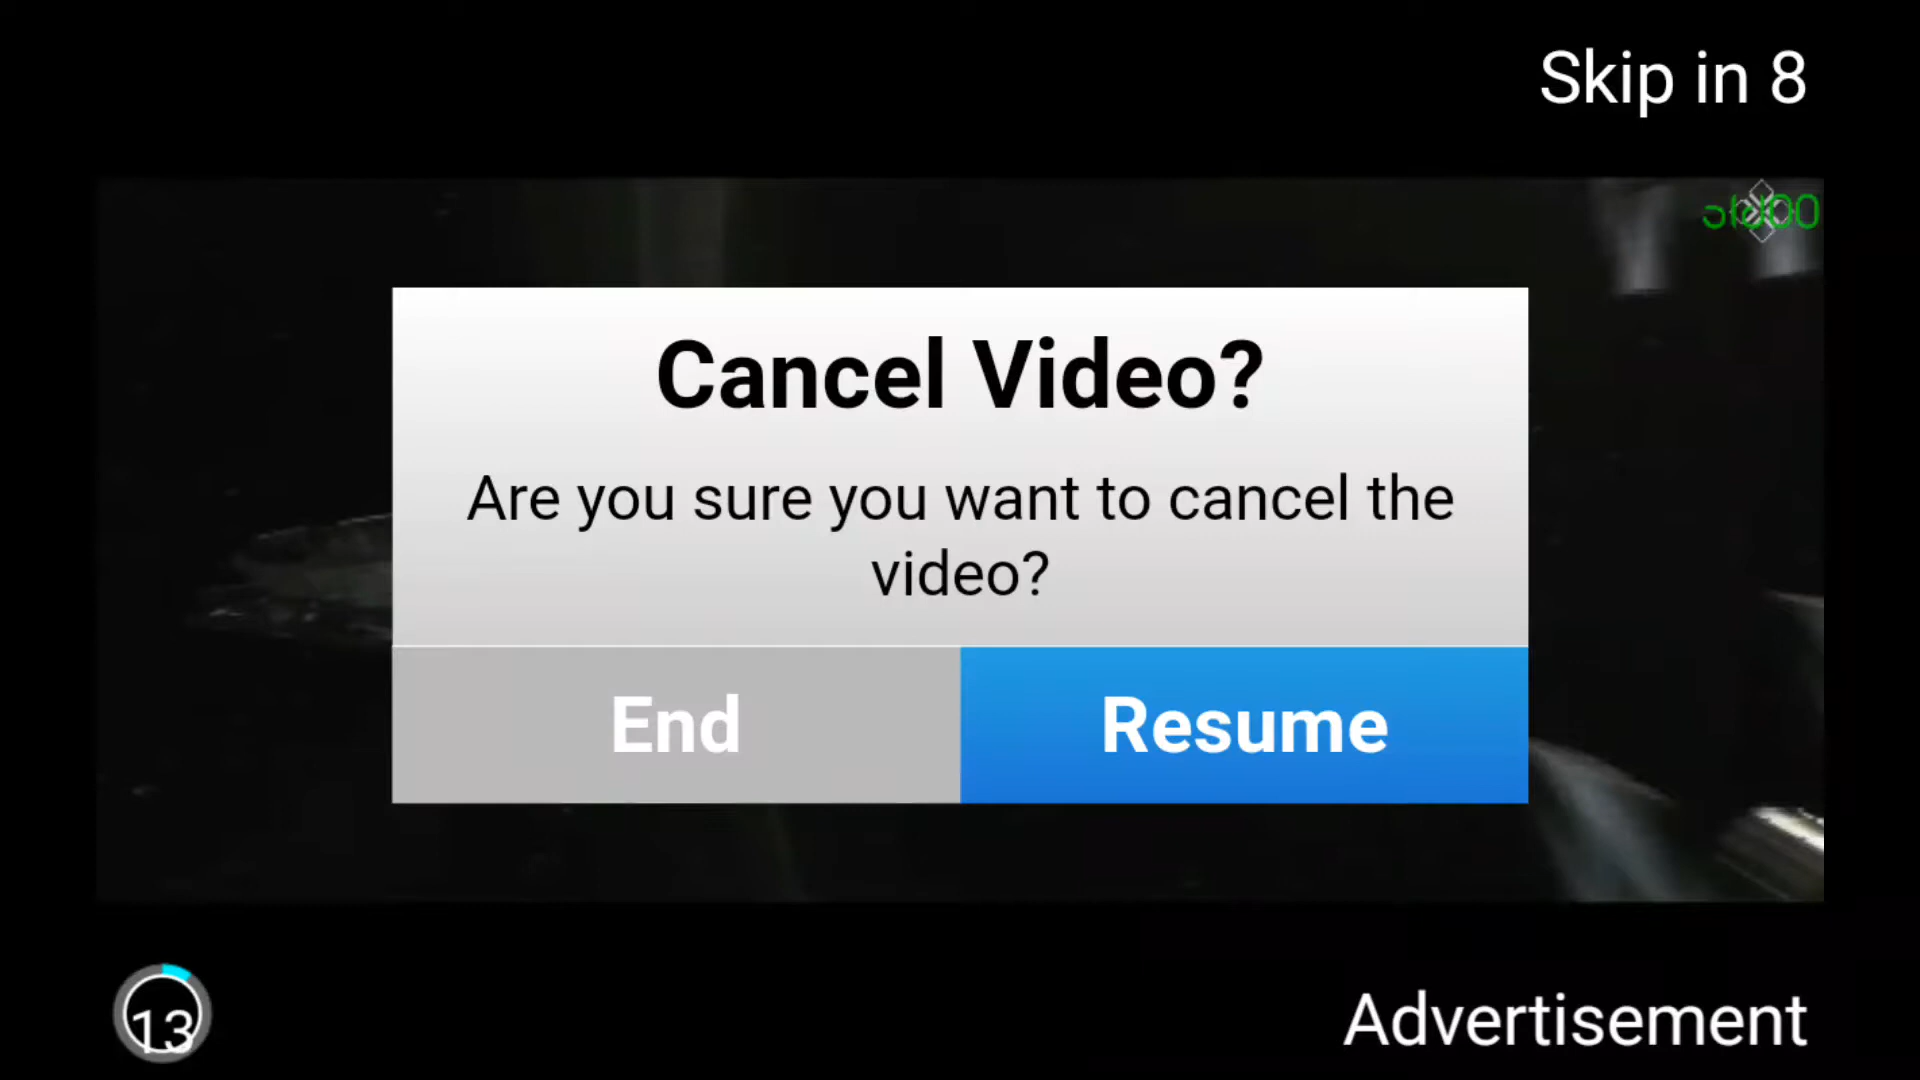 Skip in 8
Cancel Video?
Are you sure you want to cancel the
video?
End
Resume
13
Advertisement